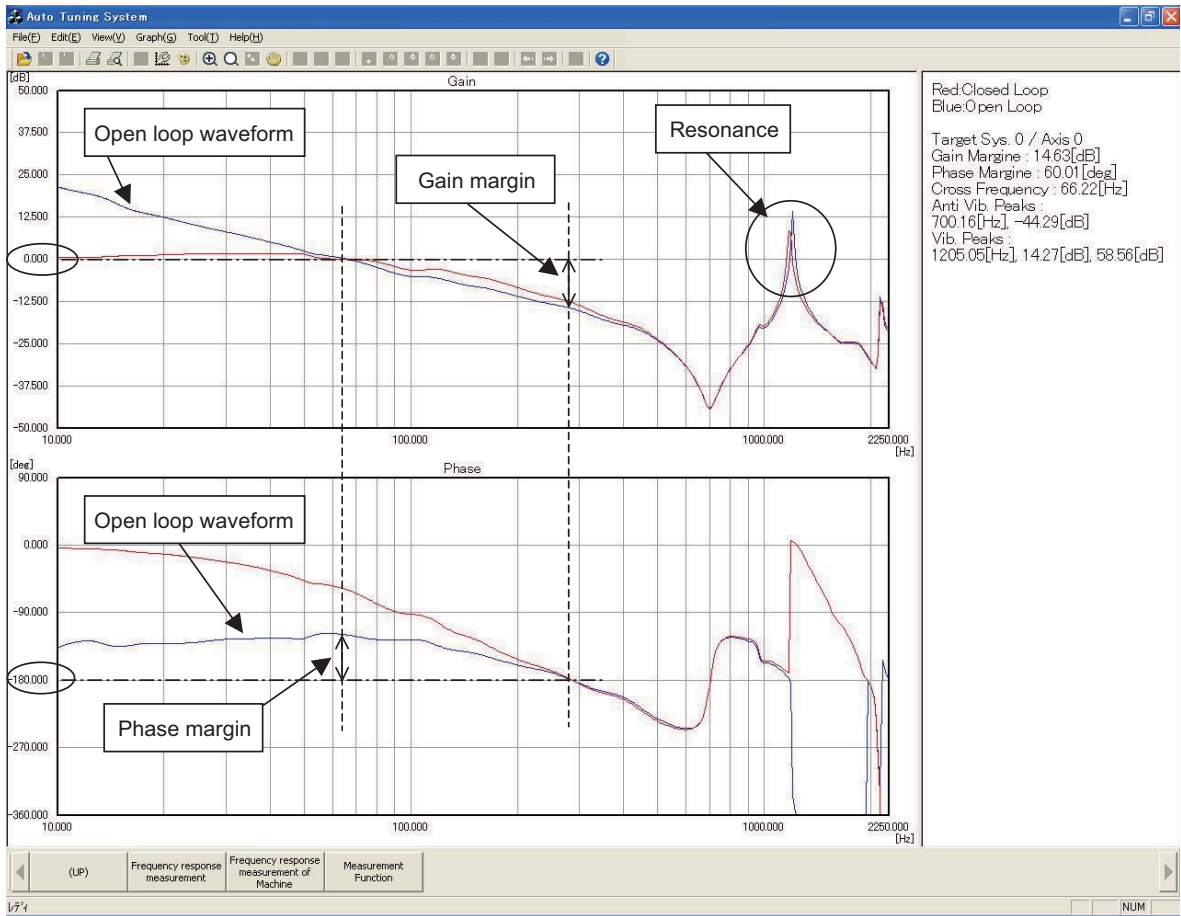 Auto Tuning System
File(F) Edit(E) View(V) Graph(G) Tool(T) Help(H)
[dB]
Gain
50.000
37.500
25.000
12.500
0.000
-12.500
-25.000
-37.500
-50.000
10.000
100.000
1000.000
2250.000
[Hz]
Open loop waveform
Gain margin
Resonance
Red:Closed Loop
Blue:Open Loop
Target Sys. 0 / Axis 0
Gain Margine : 14.63[dB]
Phase Margine : 60.01[deg]
Cross Frequency : 66.22[Hz]
Anti Vib. Peaks :
700.16[Hz], -44.29[dB]
Vib. Peaks :
1205.05[Hz], 14.27[dB], 58.56[dB]
[deg]
Phase
90.000
0.000
-90.000
-180.000
-270.000
-360.000
10.000
100.000
1000.000
2250.000
[Hz]
Open loop waveform
Phase margin
(UP)
Frequency response
measurement
Frequency response
measurement of
Machine
Measurement
Function
ﾚﾃﾞｨ
NUM